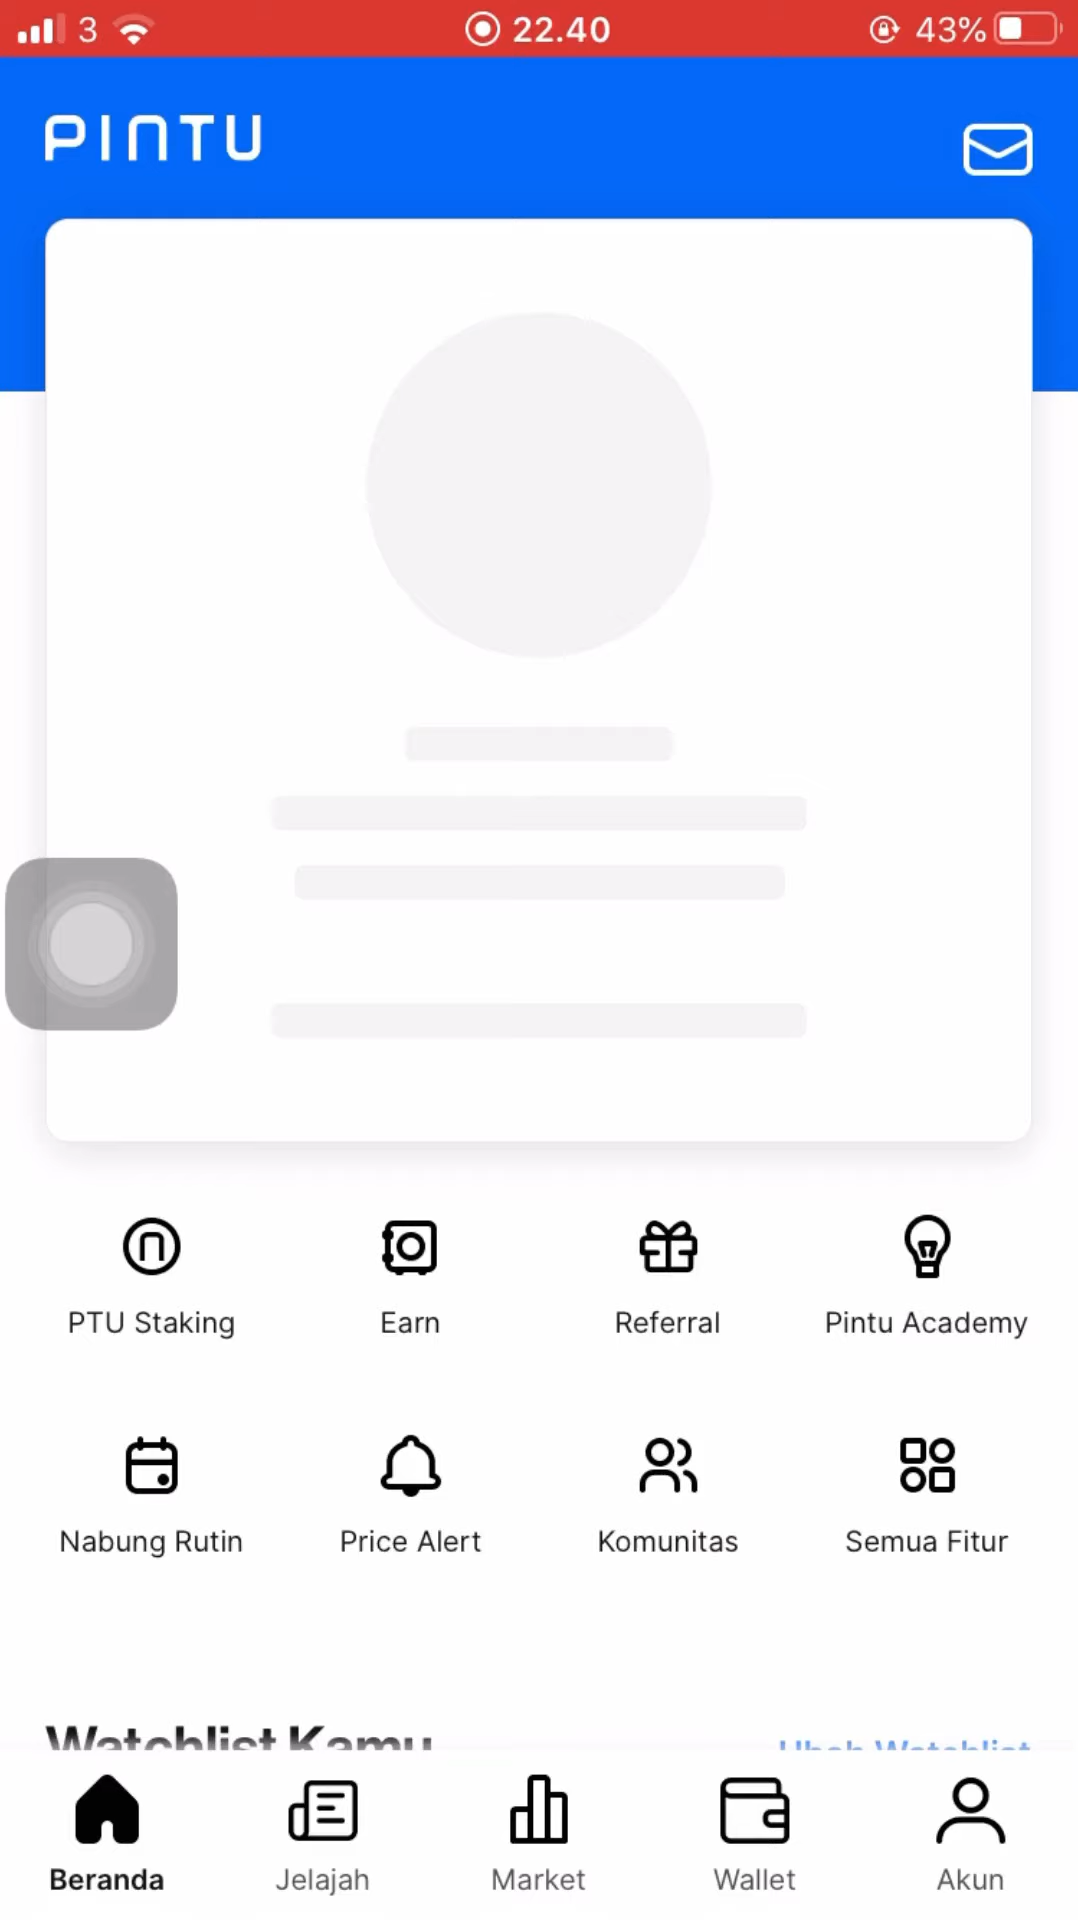 3 22.40 43%
PINTU
PTU Staking Earn Referral Pintu Academy
Nabung Rutin Price Alert Komunitas Semua Fitur
Watchlist Kamu Ubah Watchlist
Beranda Jelajah Market Wallet Akun